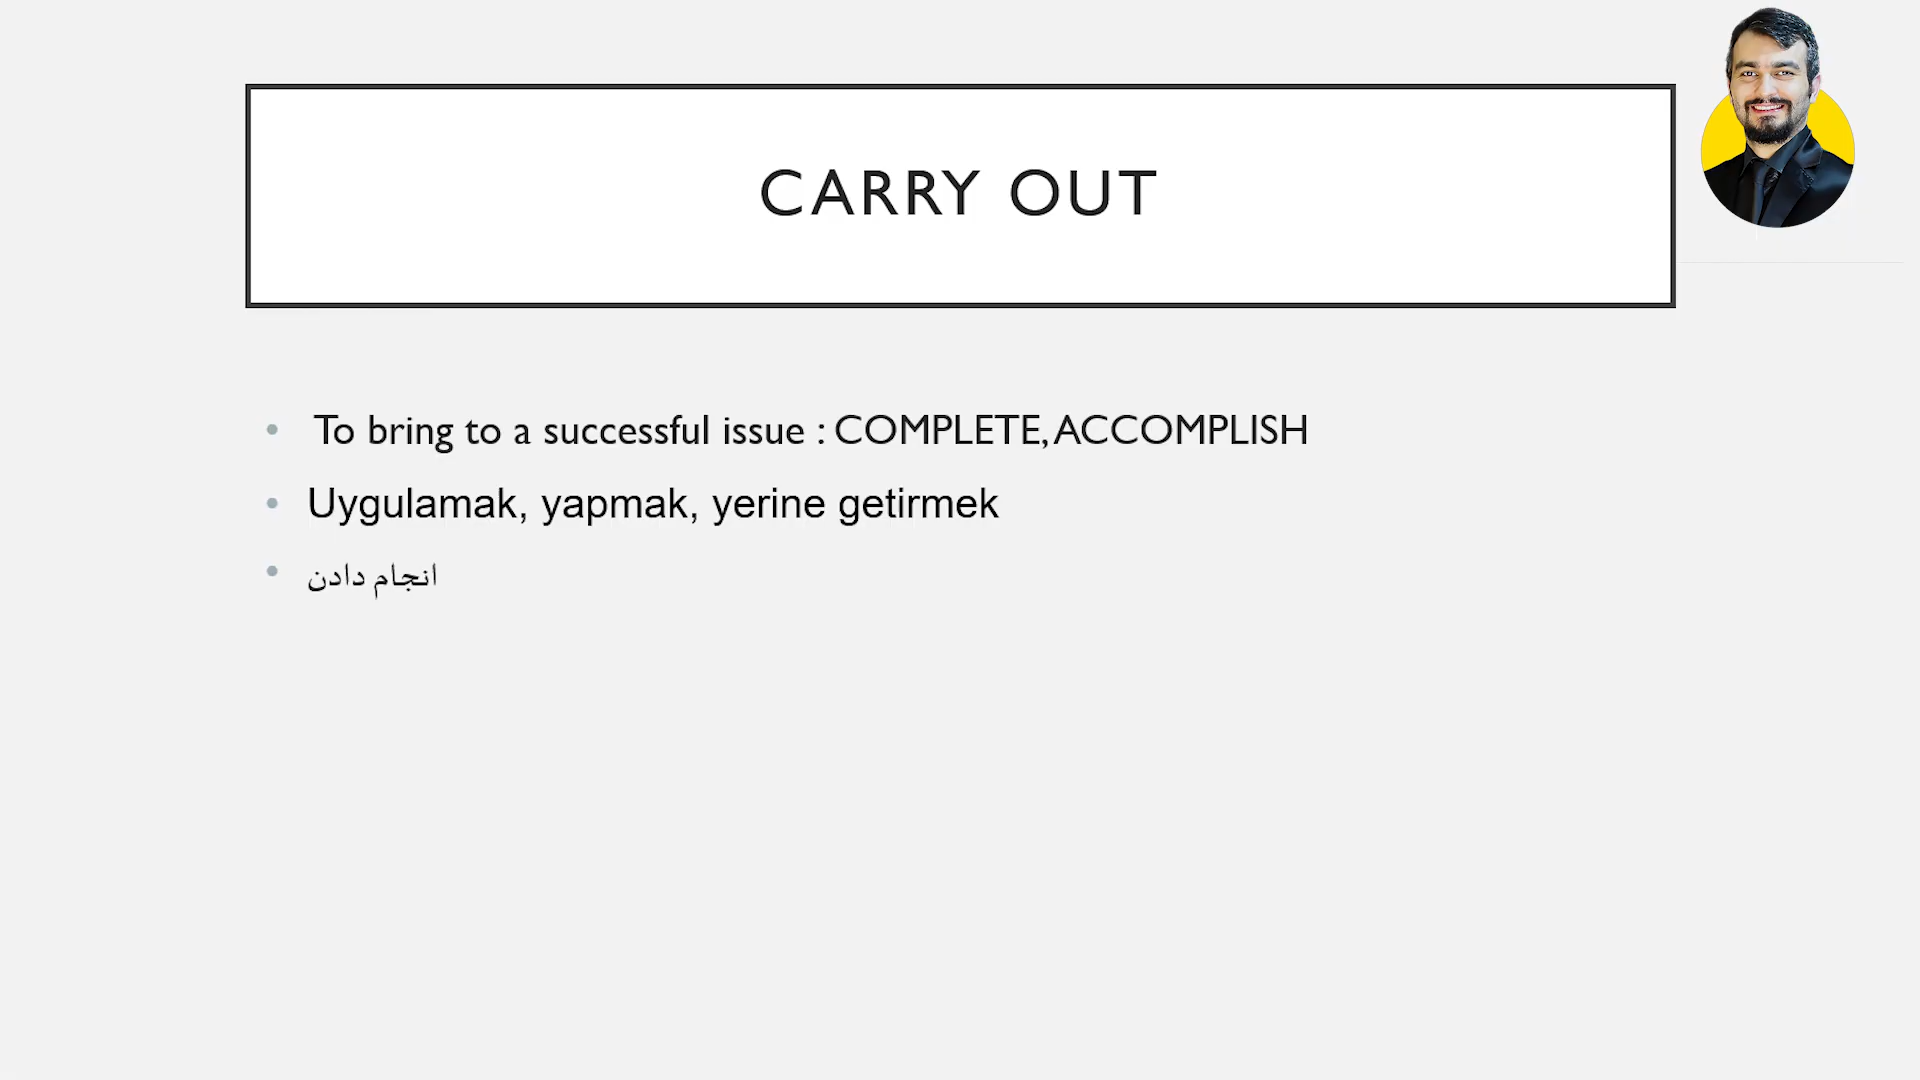 CARRY OUT
To bring to a successful issue : COMPLETE, ACCOMPLISH
Uygulamak, yapmak, yerine getirmek
انجام دادن